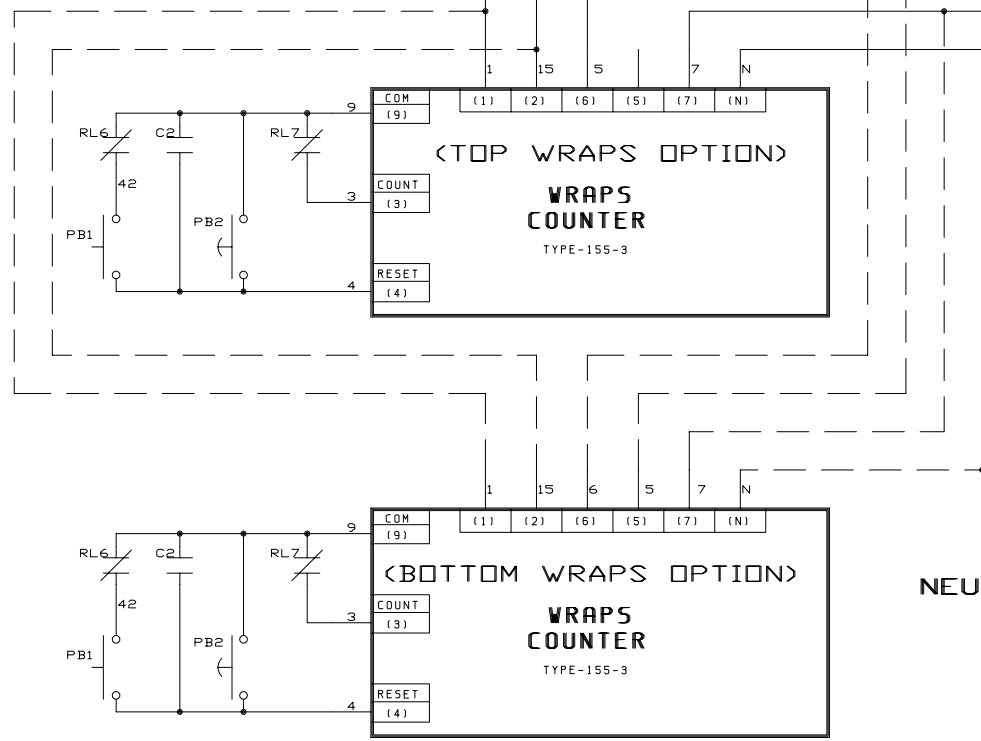 1 15 5 7 N
COM (1) (2) (6) (5) (7) (N)
9 (9)
RL6 C2 RL7
(TOP WRAPS OPTION)
42 COUNT
3 (3)
WRAPS
COUNTER
PB1 PB2
TYPE-155-3
RESET
4 (4)
1 15 6 5 7 N
COM (1) (2) (6) (5) (7) (N)
9 (9)
RL6 C2 RL7
(BOTTOM WRAPS OPTION)
NEU
42 COUNT
3 (3)
WRAPS
COUNTER
PB1 PB2
TYPE-155-3
RESET
4 (4)